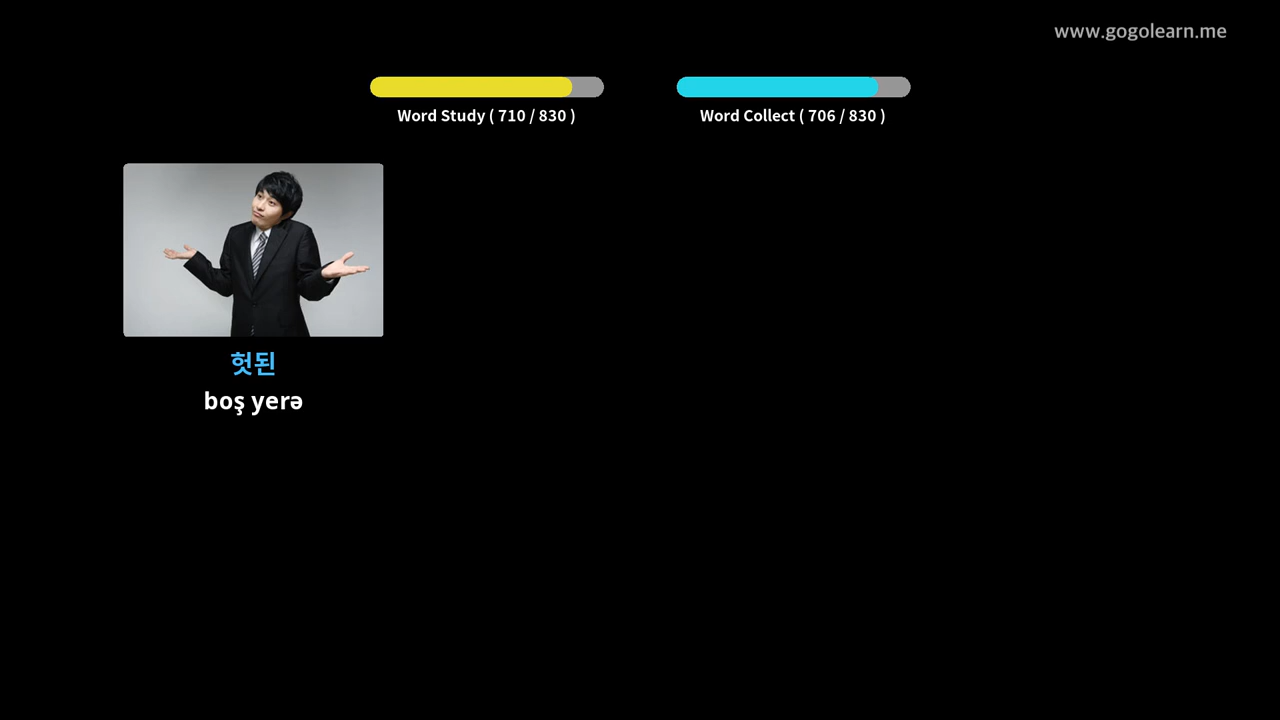 www.gogolearn.me
Word Study ( 710 / 830 )
Word Collect ( 706 / 830 )
헛된
boş yerə